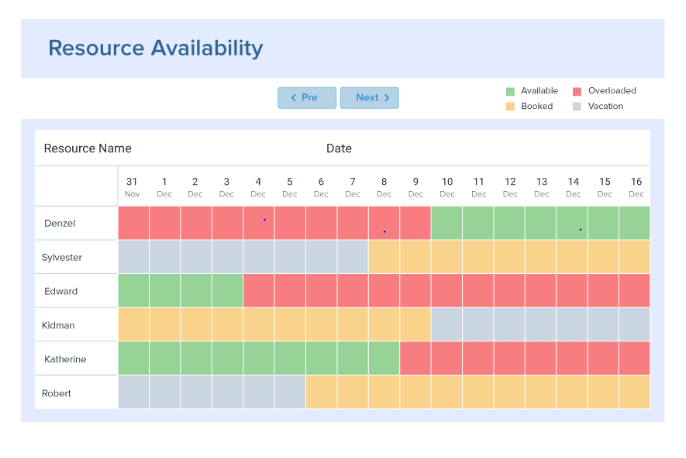 Resource Availability
Pre Next
Available Overloaded
Booked Vacation
Resource Name Date
31 1 2 3 4 5 6 7 8 9 10 11 12 13 14 15 16
Nov Dec Dec Dec Dec Dec Dec Dec Dec Dec Dec Dec Dec Dec Dec Dec Dec
Denzel
Sylvester
Edward
Kidman
Katherine
Robert